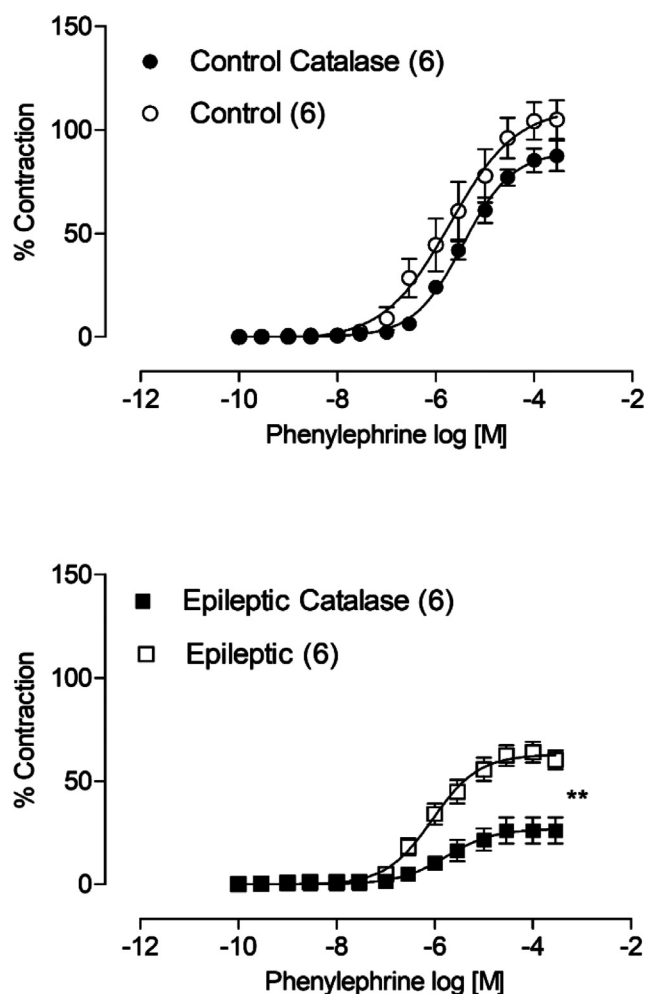 150
Control Catalase (6)
Control (6)
100
50
0
% Contraction
-12 -10 -8 -6 -4 -2
Phenylephrine log [M]
150
Epileptic Catalase (6)
Epileptic (6)
100
50
**
0
% Contraction
-12 -10 -8 -6 -4 -2
Phenylephrine log [M]